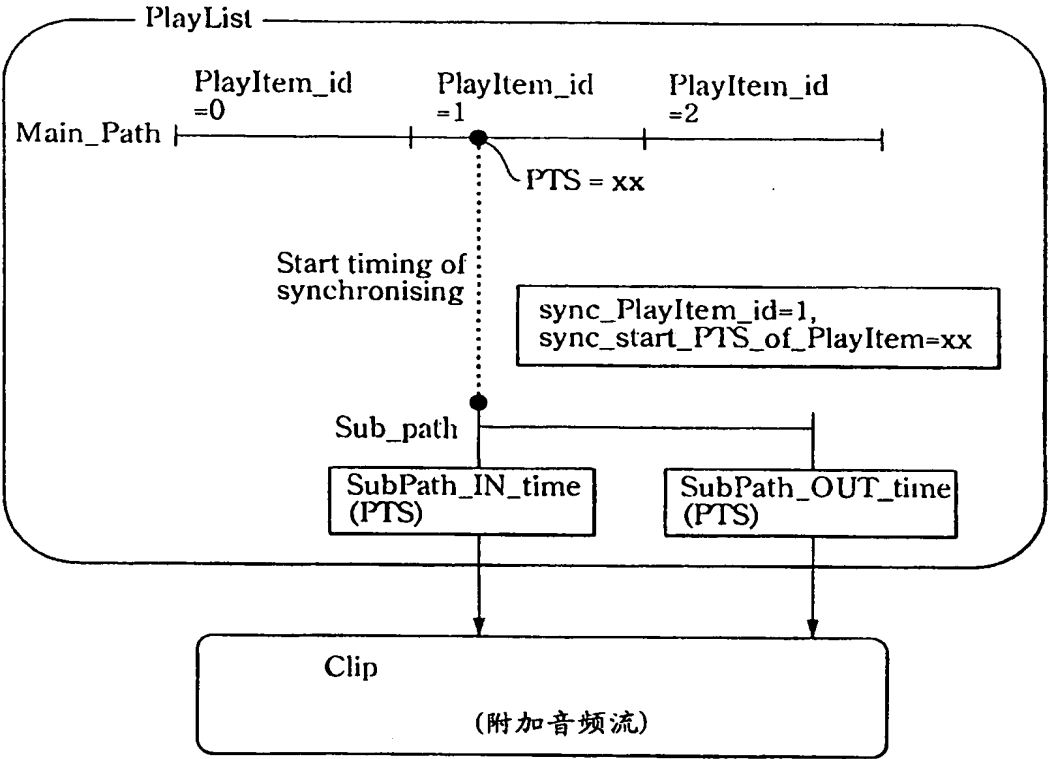 PlayList
PlayItem_id
=0
PlayItem_id
=1
PlayItem_id
=2
Main_Path
PTS = xx
Start timing of
synchronising
sync_PlayItem_id=1,
sync_start_PTS_of_PlayItem=xx
Sub_path
SubPath_IN_time
(PTS)
SubPath_OUT_time
(PTS)
Clip
(附加音频流)